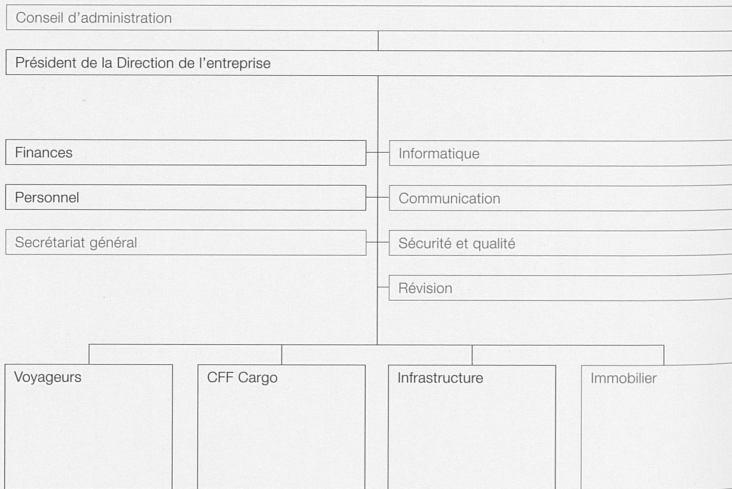 Conseil d'administration
Président de la Direction de l'entreprise
Finances
Informatique
Personnel
Communication
Secrétariat général
Sécurité et qualité
Révision
Voyageurs
CFF Cargo
Infrastructure
Immobilier